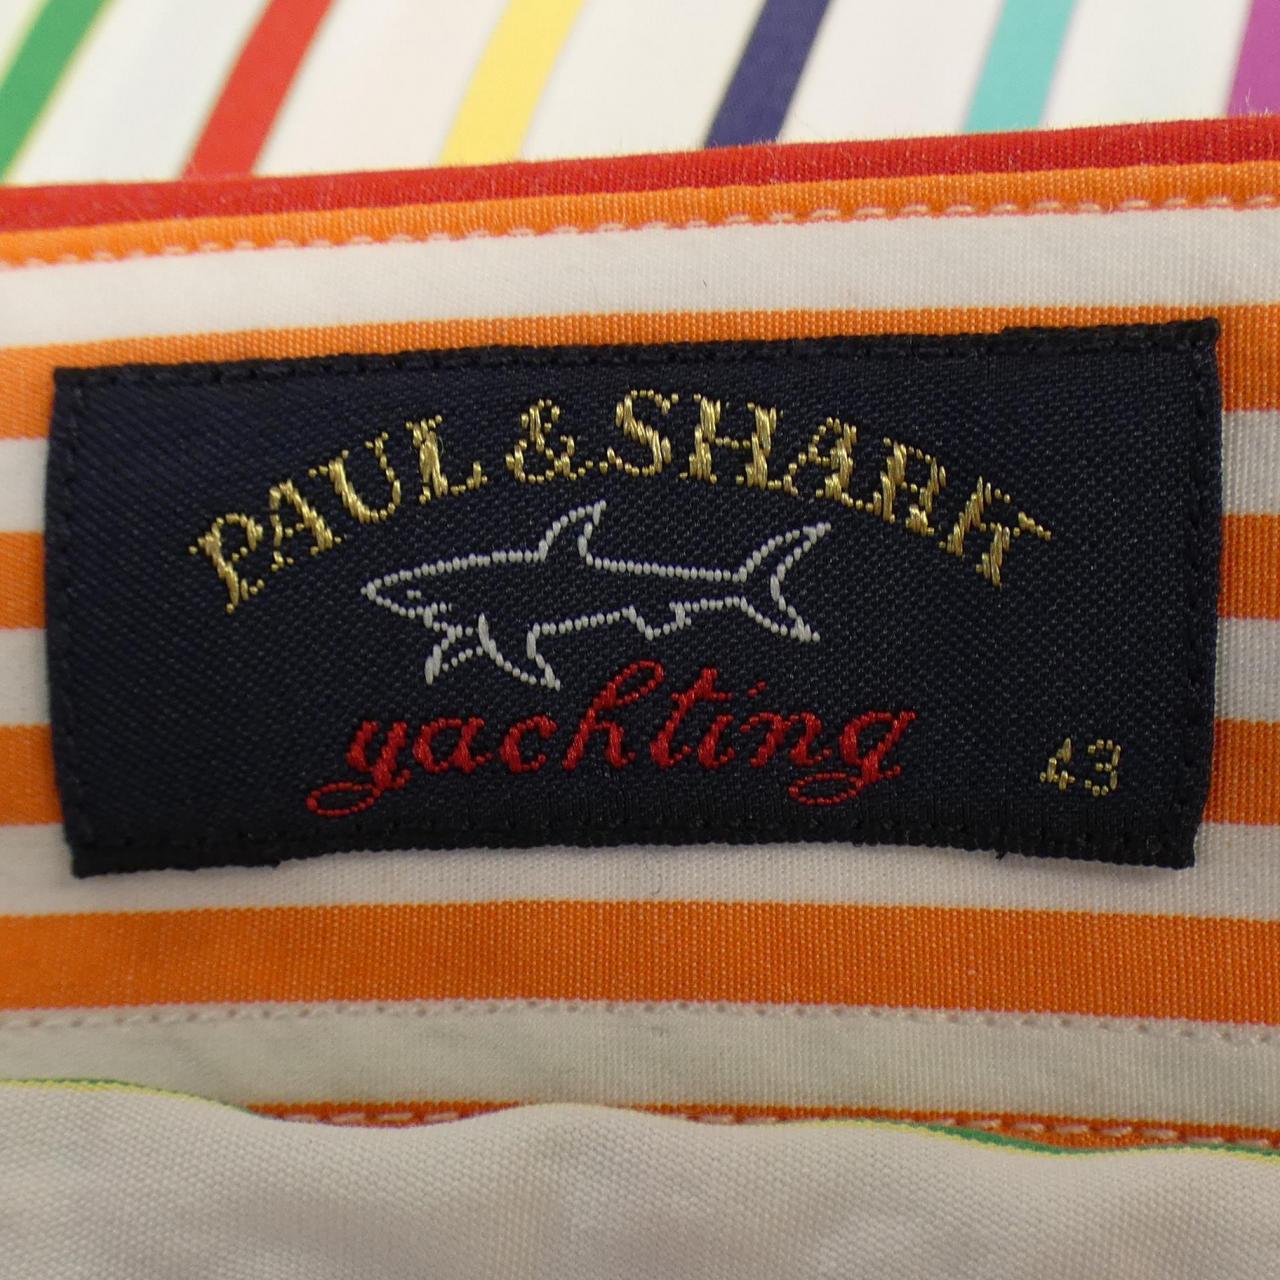 PAUL & SHARK
yachting
43